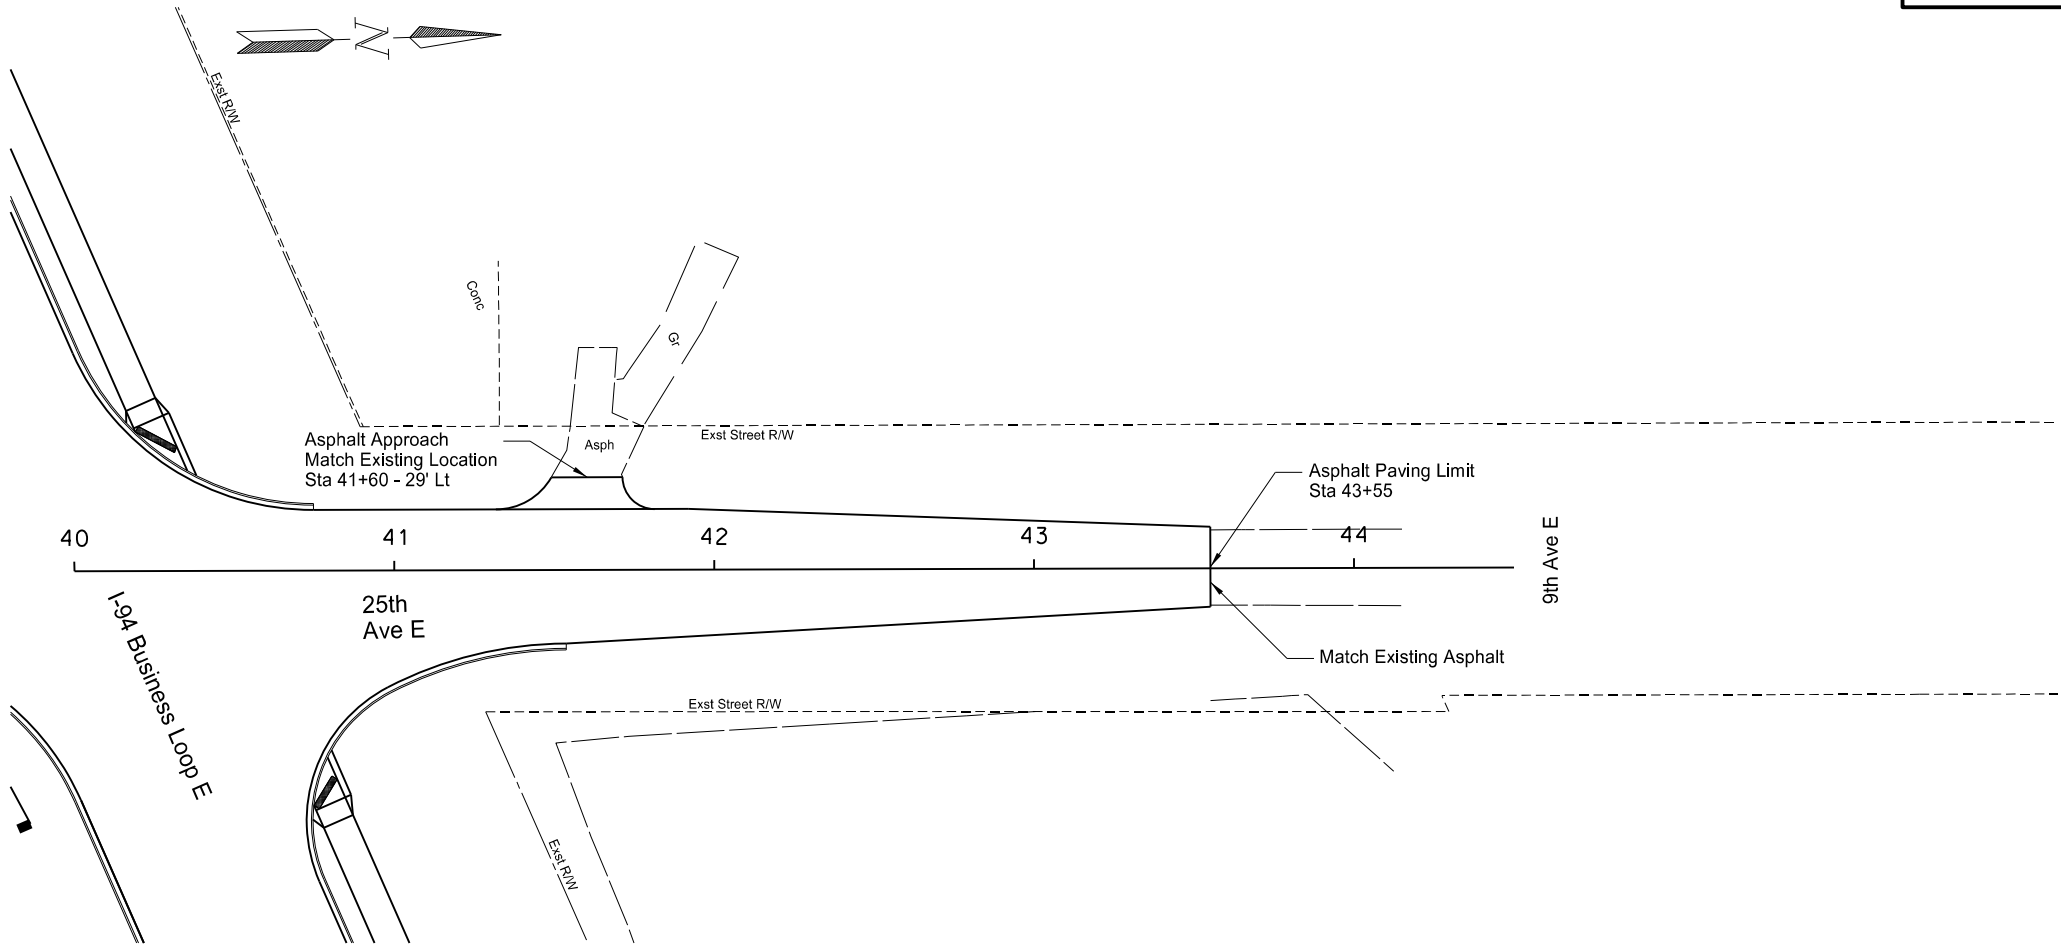 N
Exst R/W
Conc
Gr
Asphalt Approach
Match Existing Location
Sta 41+60 - 29' Lt
Asph
Exst Street R/W
Asphalt Paving Limit
Sta 43+55
40
41
42
43
44
9th Ave E
25th
Ave E
I-94 Business Loop E
Match Existing Asphalt
Exst Street R/W
Exst R/W